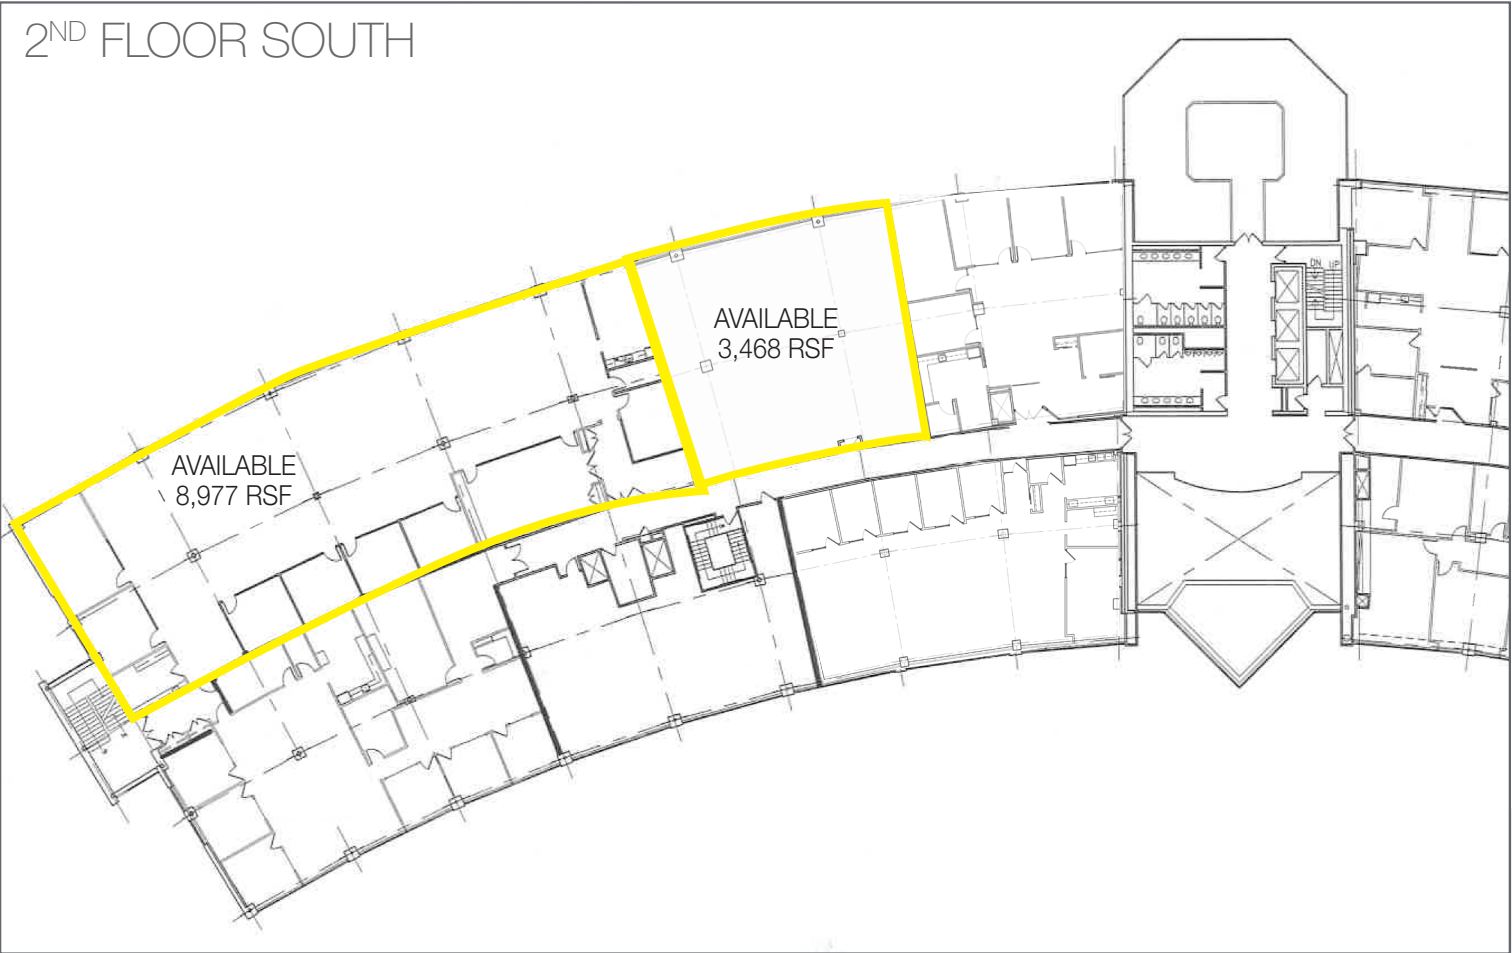 2ND FLOOR SOUTH
DN UP
AVAILABLE
3,468 RSF
AVAILABLE
8,977 RSF